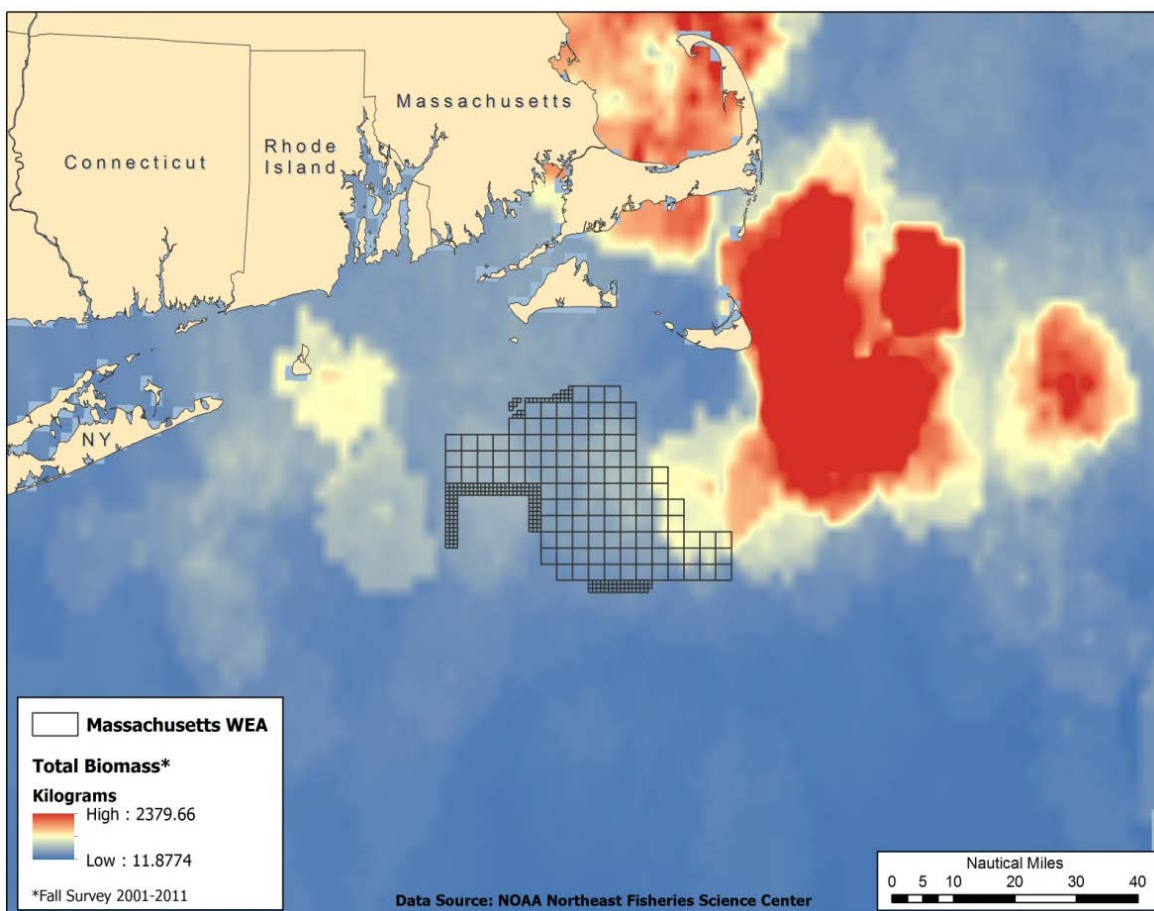 Massachusetts
Rhode
Island
Connecticut
NY
Massachusetts WEA
Total Biomass*
Kilograms
High : 2379.66
Low : 11.8774
*Fall Survey 2001-2011
Data Source: NOAA Northeast Fisheries Science Center
Nautical Miles
0 5 10 20 30 40